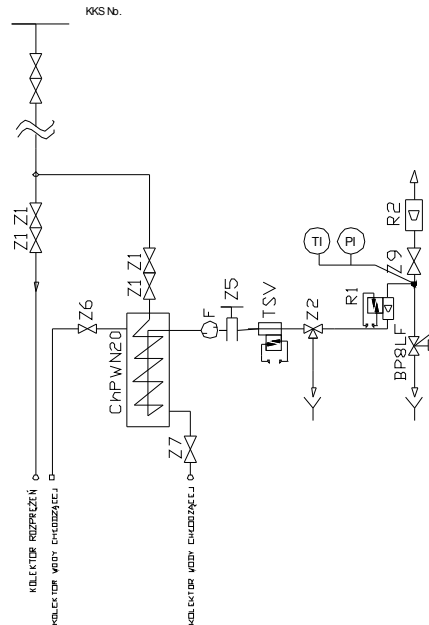 KKS No.
Z1 Z1
Z1 Z1
Z6
ChPWN20
Z7
F
Z5
TSV
Z2
TI
PI
R1
R2
Z9
BP8LF
KOLEKTOR ROZPRĘŻEŃ
KOLEKTOR WODY CHŁODZĄCEJ
KOLEKTOR WODY CHŁODZĄCEJ